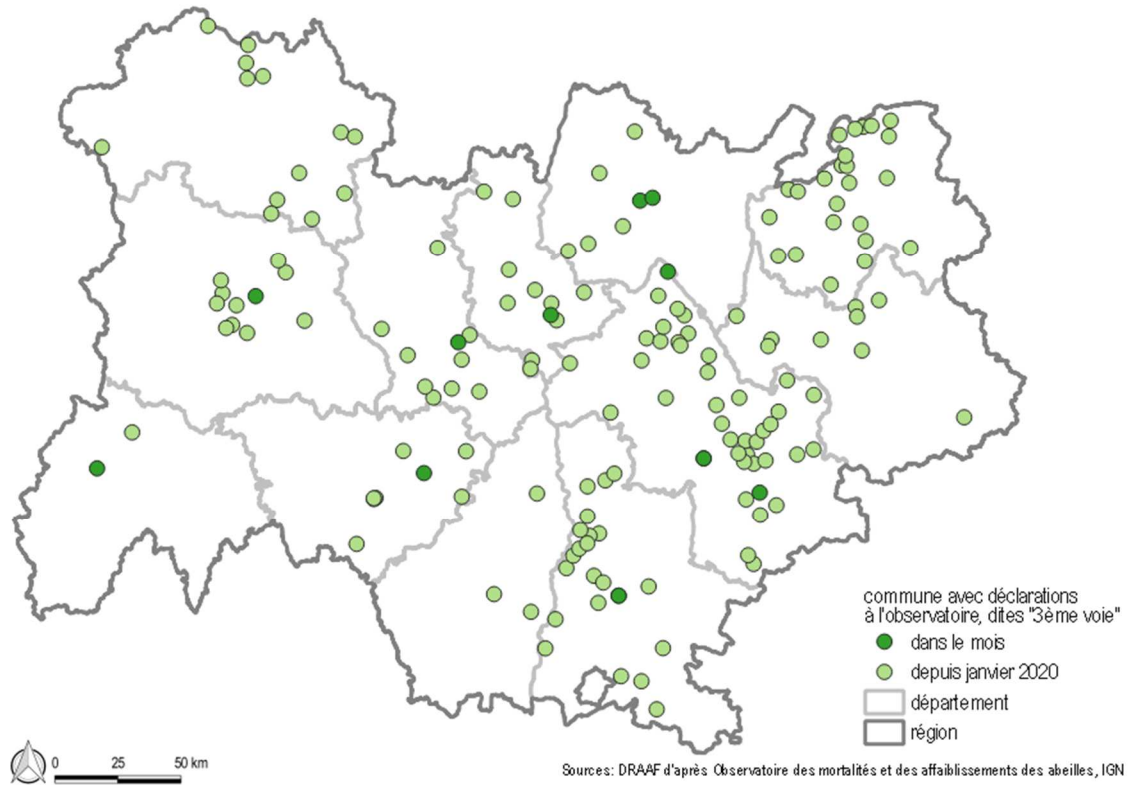 commune avec déclarations
à l'observatoire, dites "3ème voie"
dans le mois
depuis janvier 2020
département
région
0 25 50 km
Sources: DRAAF d'après Observatoire des mortalités et des affaiblissements des abeilles, IGN